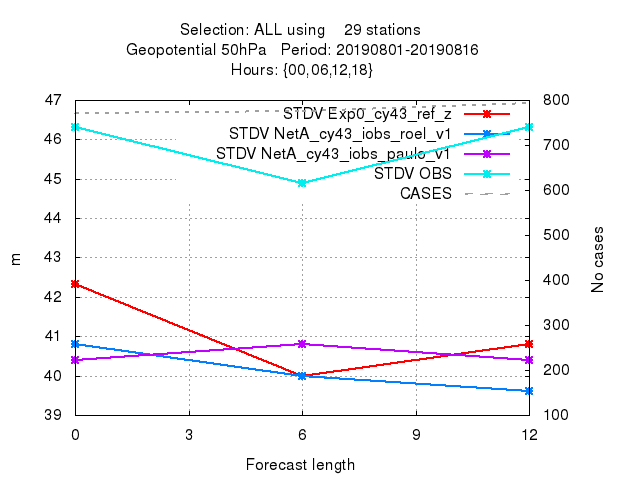 Selection: ALL using    29 stations
Geopotential 50hPa   Period: 20190801-20190816
Hours: {00,06,12,18}
47
46
45
44
43
42
41
40
39
m
STDV Exp0_cy43_ref_z
STDV NetA_cy43_iobs_roel_v1
STDV NetA_cy43_iobs_paulo_v1
STDV OBS
CASES
800
700
600
500
400
300
200
100
No cases
0 3 6 9 12
Forecast length